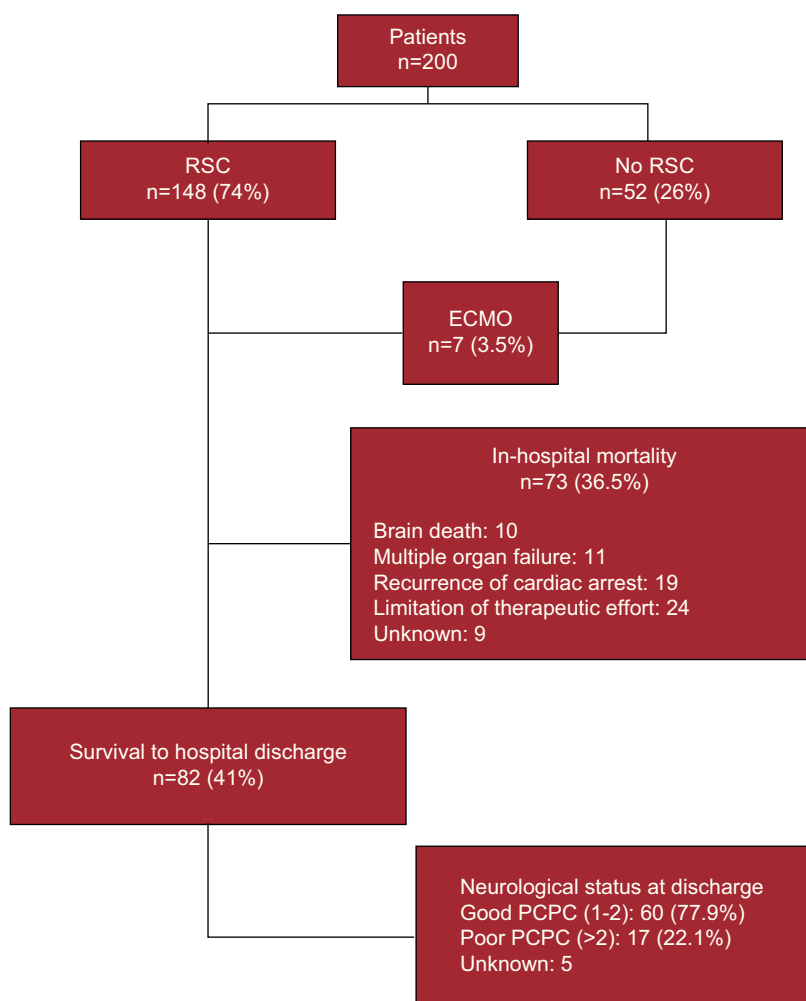 Patients
n=200
RSC
n=148 (74%)
No RSC
n=52 (26%)
ECMO
n=7 (3.5%)
In-hospital mortality
n=73 (36.5%)
Brain death: 10
Multiple organ failure: 11
Recurrence of cardiac arrest: 19
Limitation of therapeutic effort: 24
Unknown: 9
Survival to hospital discharge
n=82 (41%)
Neurological status at discharge
Good PCPC (1-2): 60 (77.9%)
Poor PCPC (>2): 17 (22.1%)
Unknown: 5